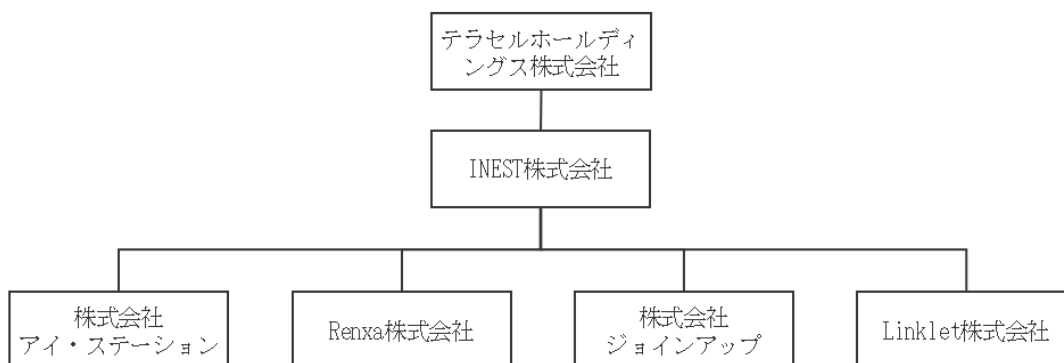 テラセルホールディ
ングス株式会社
INEST株式会社
株式会社
アイ・ステーション
Renxa株式会社
株式会社
ジョインアップ
Linklet株式会社